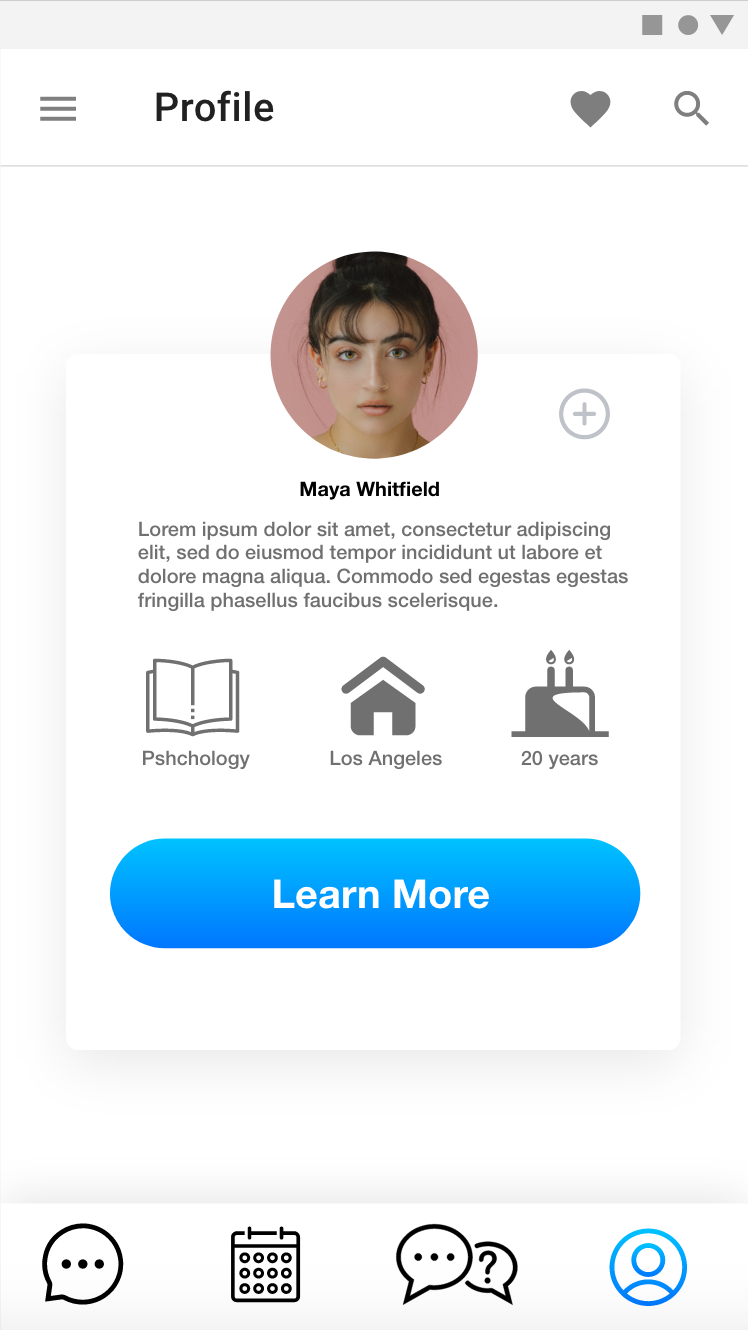 Profile
Maya Whitfield
Lorem ipsum dolor sit amet, consectetur adipiscing
elit, sed do eiusmod tempor incididunt ut labore et
dolore magna aliqua. Commodo sed egestas egestas
fringilla phasellus faucibus scelerisque.
Pshchology
Los Angeles
20 years
Learn More
?